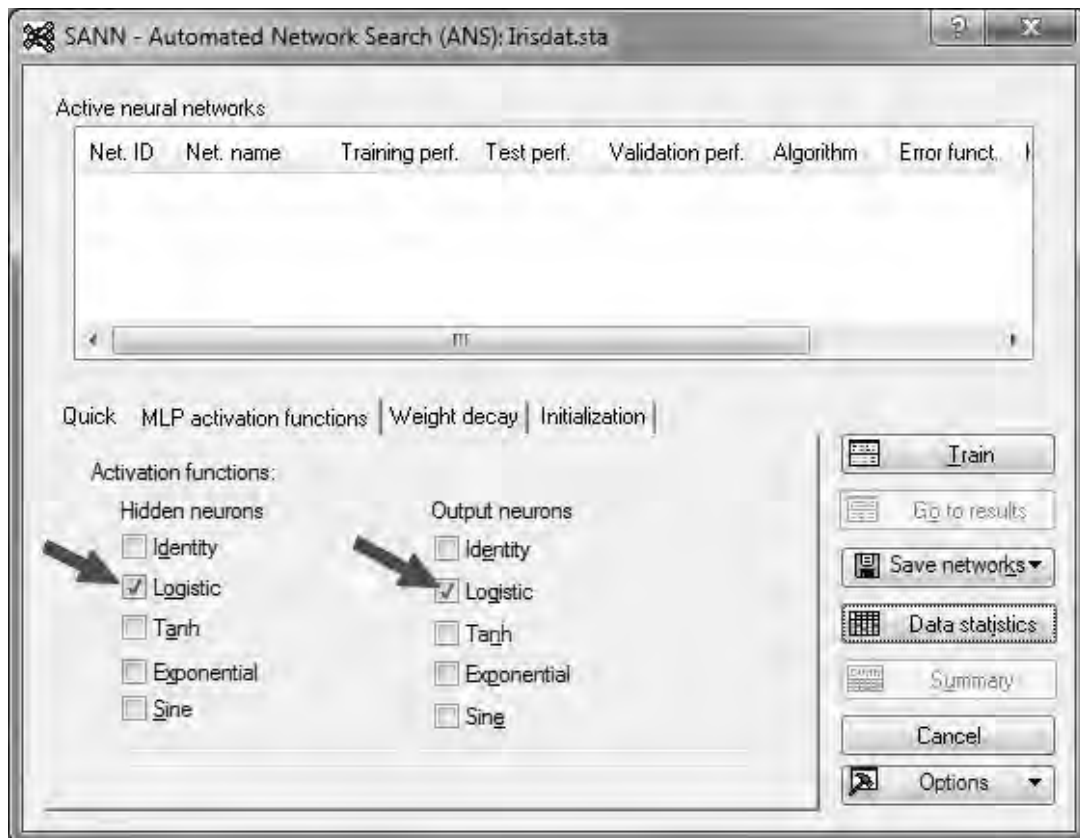 SANN - Automated Network Search (ANS): Irisdat.sta
Active neural networks
Net. ID Net. name Training perf. Test perf. Validation perf. Algorithm Error funct.
Quick MLP activation functions Weight decay Initialization
Activation functions:
Hidden neurons
Identity
Logistic
Tanh
Exponential
Sine
Output neurons
Identity
Logistic
Tanh
Exponential
Sine
Train
Go to results
Save networks
Data statistics
Summary
Cancel
Options